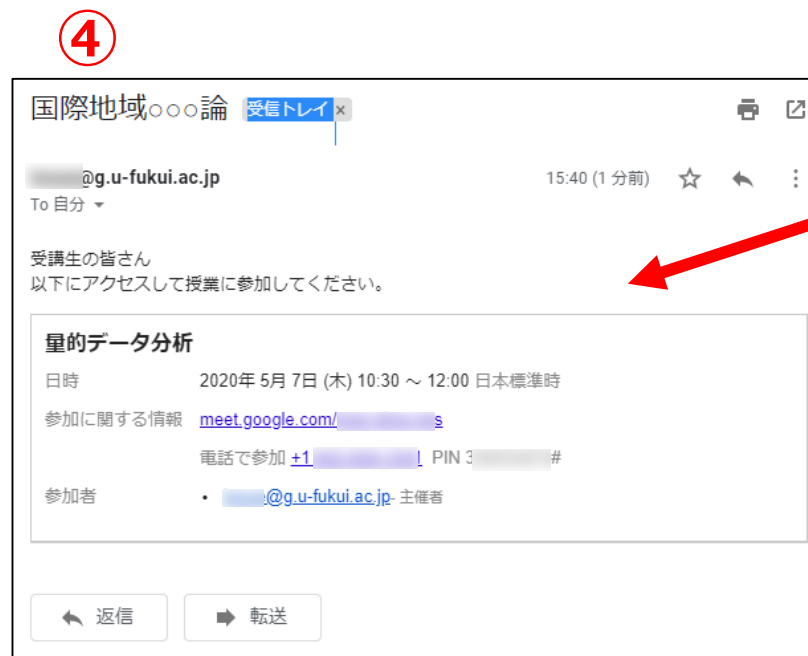 ④
国際地域○○○論 受信トレイ ×
@g.u-fukui.ac.jp 15:40 (1 分前)
To 自分
受講生の皆さん
以下にアクセスして授業に参加してください。
量的データ分析
日時 2020年 5月 7日 (木) 10:30 ～ 12:00 日本標準時
参加に関する情報 meet.google.com/ s
電話で参加 +1 PIN 3 #
参加者 • @g.u-fukui.ac.jp- 主催者
返信 転送